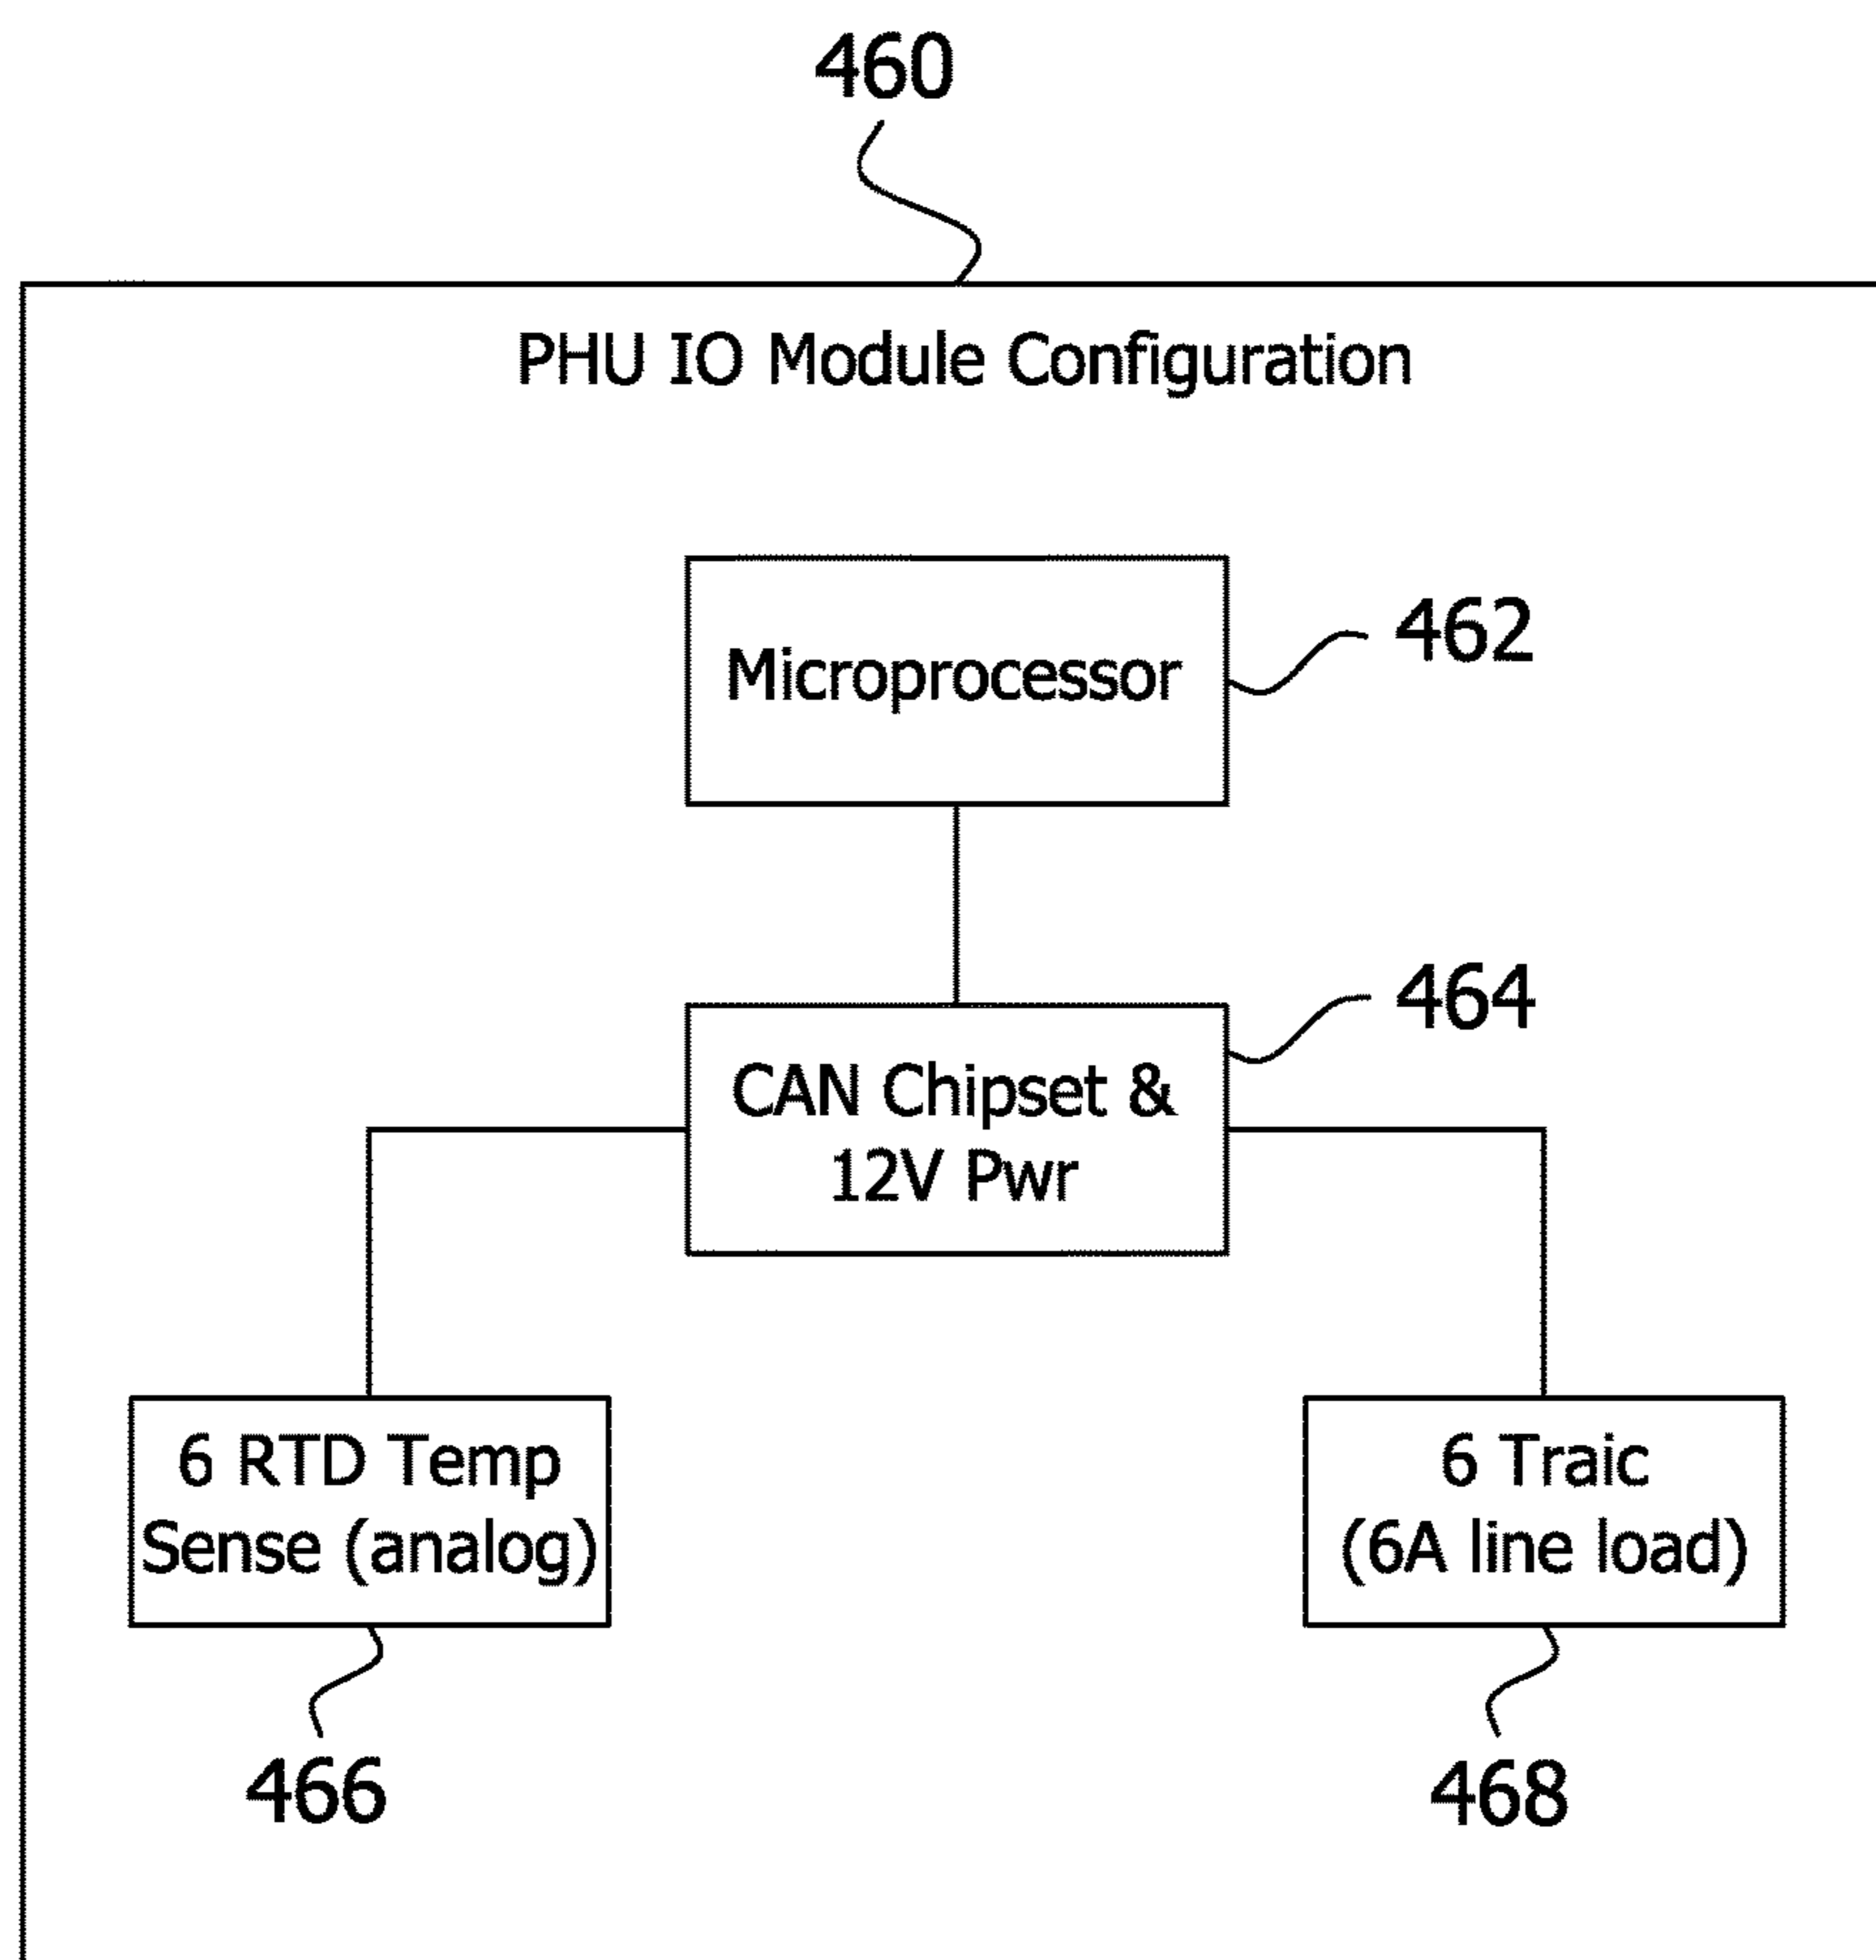 460
PHU IO Module Configuration
Microprocessor
462
464
CAN Chipset &
12V Pwr
6 RTD Temp
Sense (analog)
6 Traic
(6A line load)
466
468